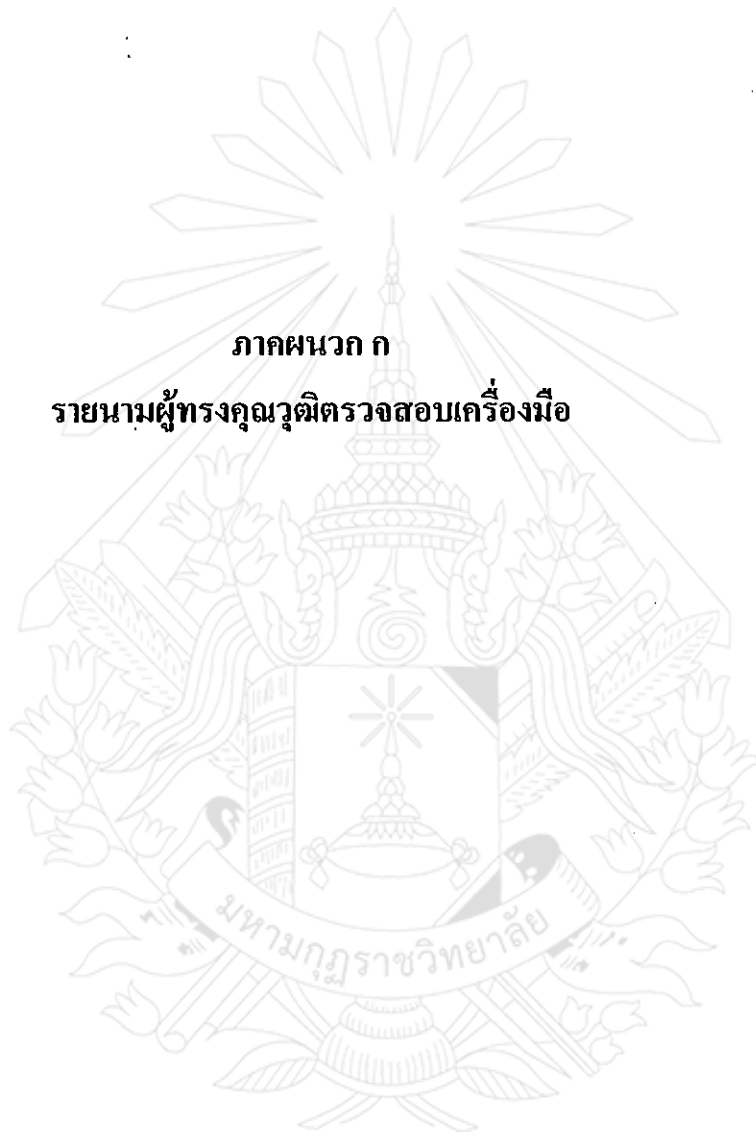 ภาคผนวก ก
รายนามผู้ทรงคุณวุฒิตรวจสอบเครื่องมือ
มหามกุฏราชวิทยาลัย